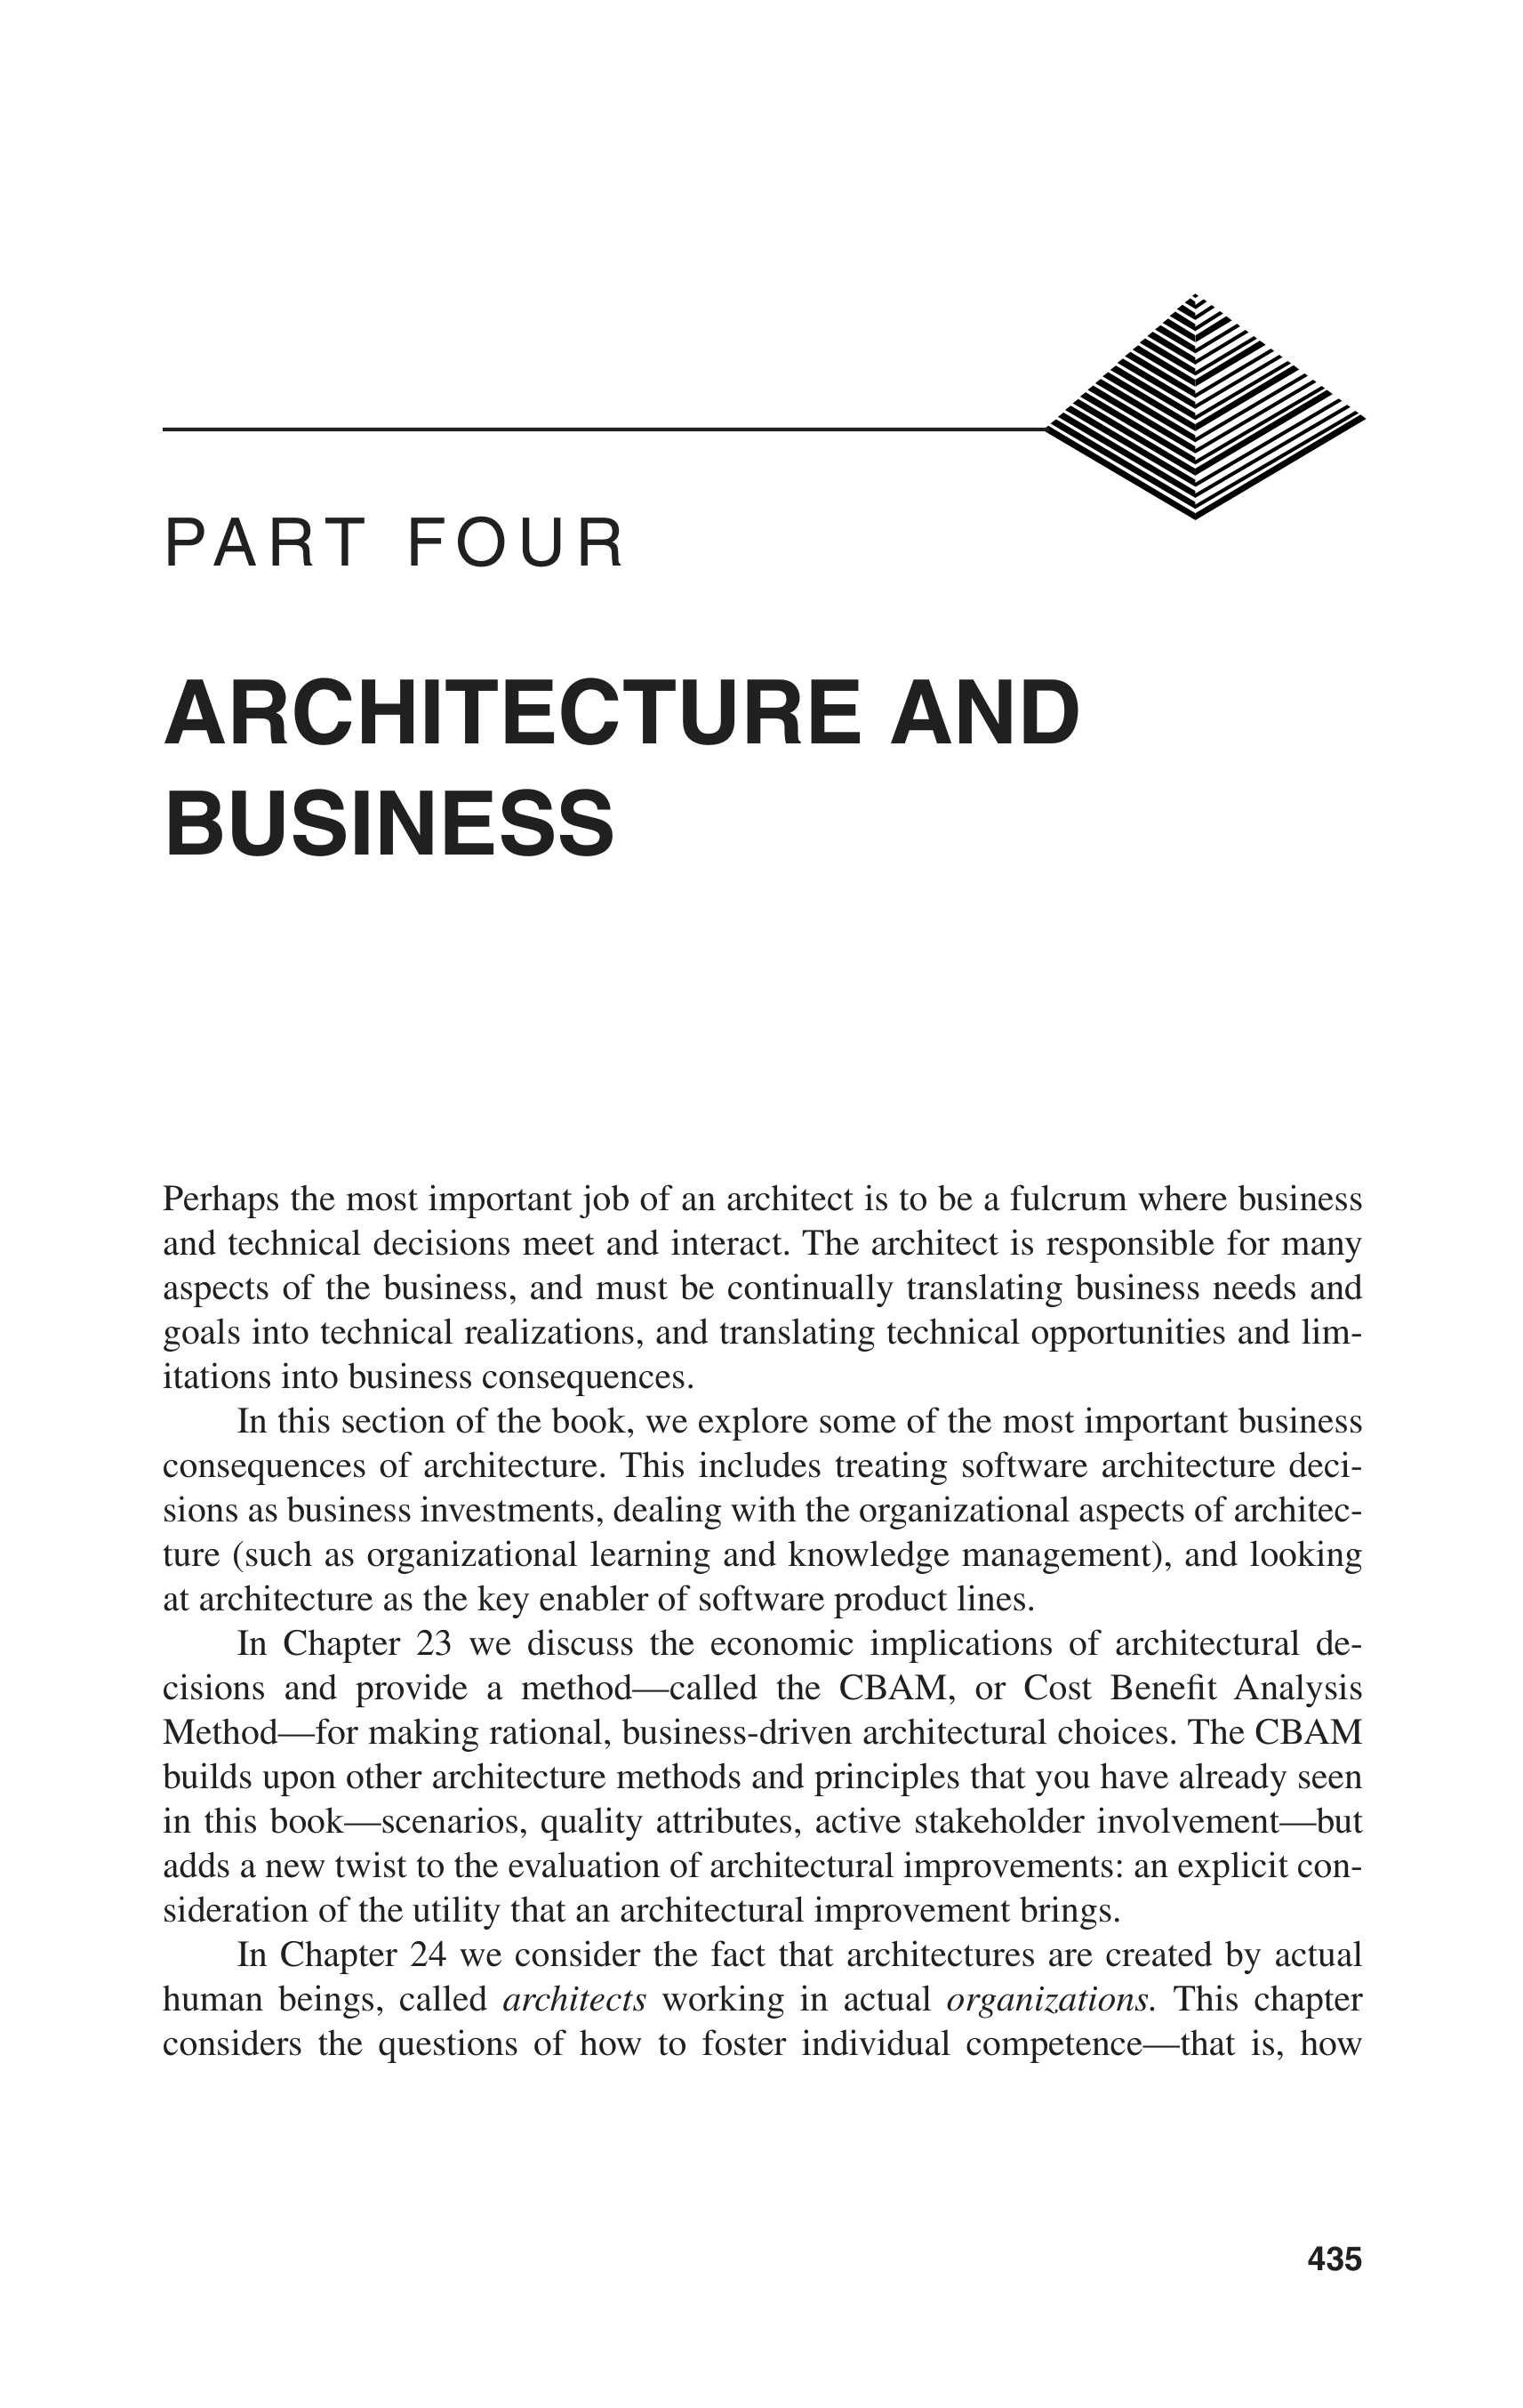 PART FOUR
ARCHITECTURE AND
BUSINESS
Perhaps the most important job of an architect is to be a fulcrum where business
and technical decisions meet and interact. The architect is responsible for many
aspects of the business, and must be continually translating business needs and
goals into technical realizations, and translating technical opportunities and lim-
itations into business consequences.
In this section of the book, we explore some of the most important business
consequences of architecture. This includes treating software architecture deci-
sions as business investments, dealing with the organizational aspects of architec-
ture (such as organizational learning and knowledge management), and looking
at architecture as the key enabler of software product lines.
In Chapter 23 we discuss the economic implications of architectural de-
cisions and provide a method—called the CBAM, or Cost Benefit Analysis
Method—for making rational, business-driven architectural choices. The CBAM
builds upon other architecture methods and principles that you have already seen
in this book—scenarios, quality attributes, active stakeholder involvement—but
adds a new twist to the evaluation of architectural improvements: an explicit con-
sideration of the utility that an architectural improvement brings.
In Chapter 24 we consider the fact that architectures are created by actual
human beings, called architects working in actual organizations. This chapter
considers the questions of how to foster individual competence—that is, how
435